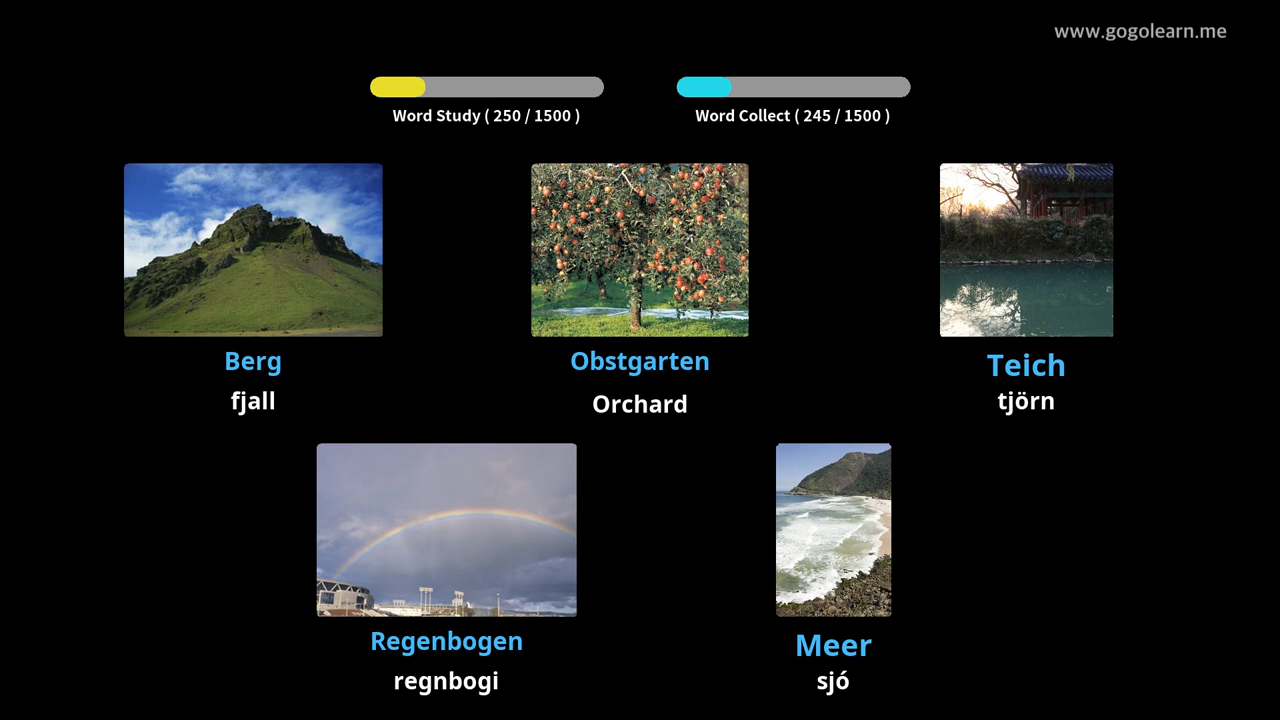 www.gogolearn.me
Word Study ( 250 / 1500 )
Word Collect ( 245 / 1500 )
Berg
fjall
Obstgarten
Orchard
Teich
tjörn
Regenbogen
regnbogi
Meer
sjó